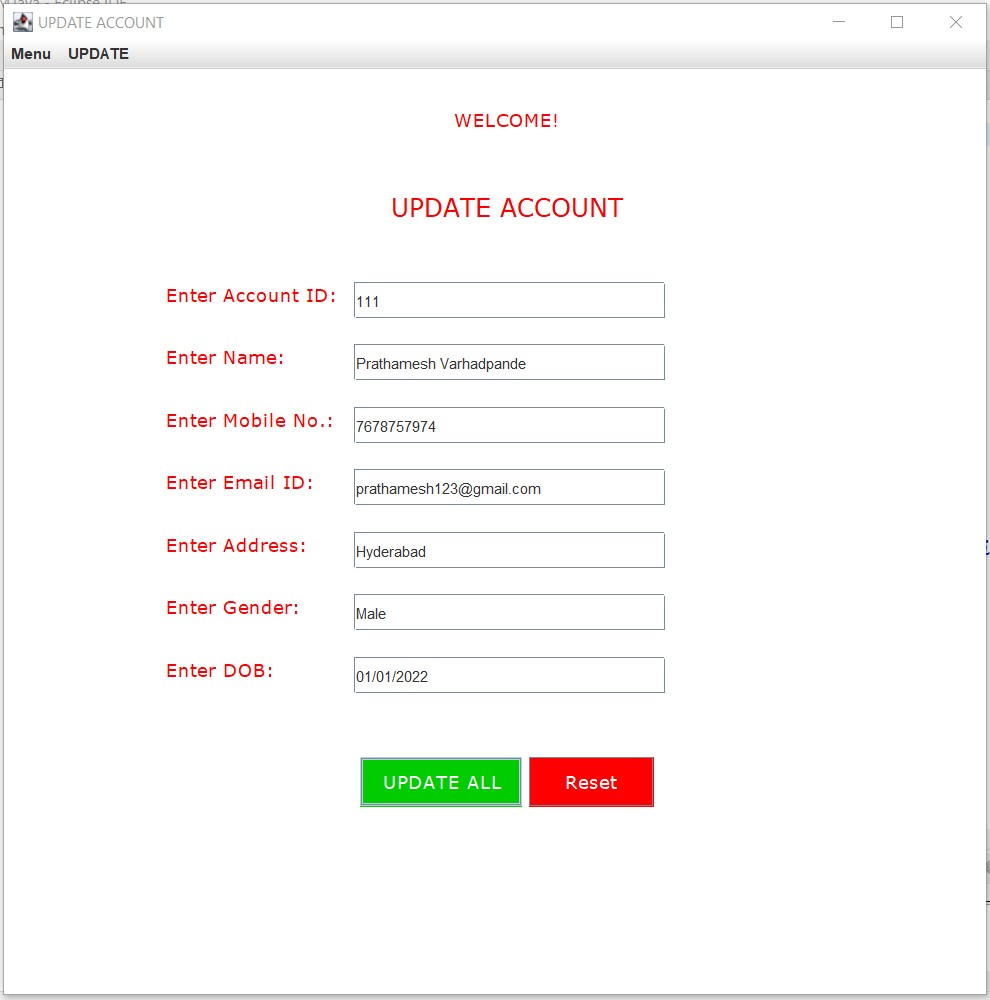 UPDATE ACCOUNT
Menu UPDATE
WELCOME!
UPDATE ACCOUNT
Enter Account ID: 111
Enter Name: Prathamesh Varhadpande
Enter Mobile No.: 7678757974
Enter Email ID: prathamesh123@gmail.com
Enter Address: Hyderabad
Enter Gender: Male
Enter DOB: 01/01/2022
UPDATE ALL Reset